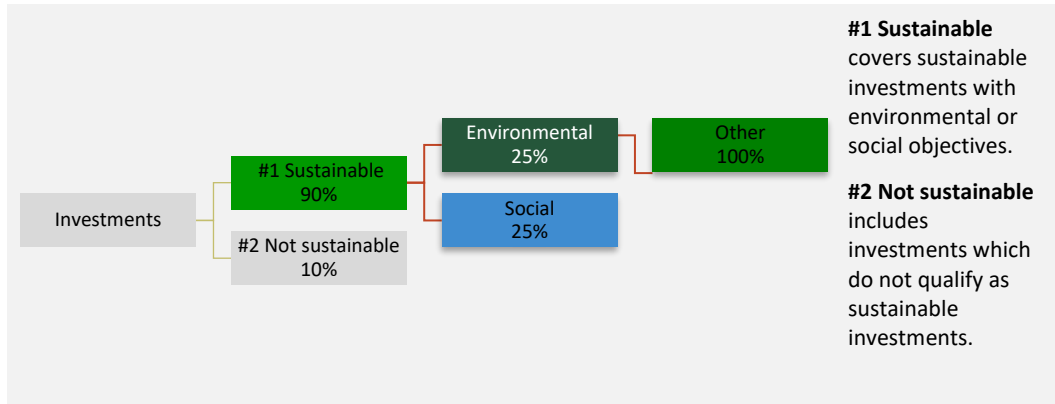 Investments
#1 Sustainable
90%
#2 Not sustainable
10%
Environmental
25%
Social
25%
Other
100%
#1 Sustainable
covers sustainable
investments with
environmental or
social objectives.
#2 Not sustainable
includes
investments which
do not qualify as
sustainable
investments.